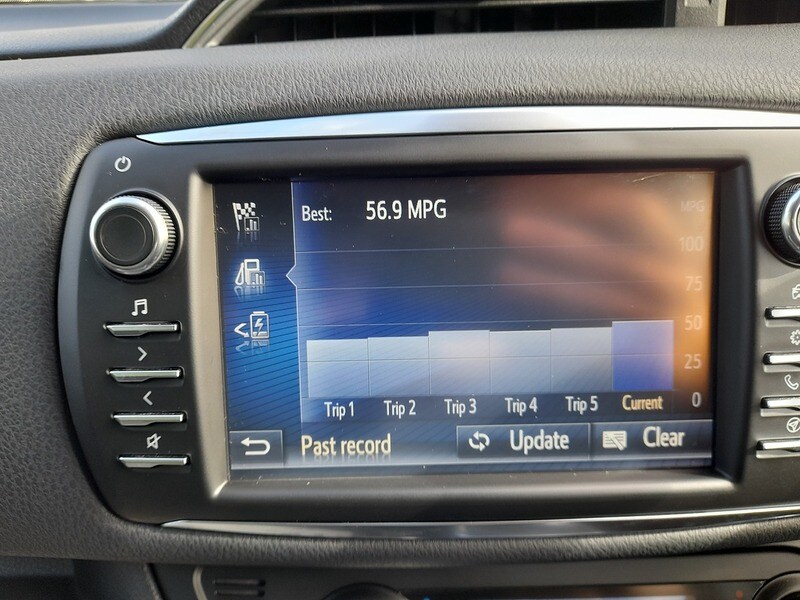 Best: 56.9 MPG
MPG
100
75
50
25
0
Trip 1 Trip 2 Trip 3 Trip 4 Trip 5 Current
Past record Update Clear